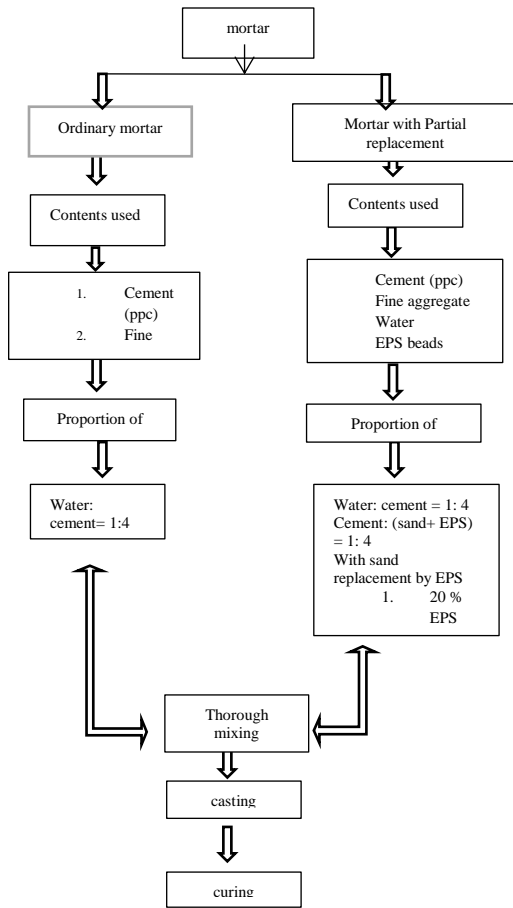 mortar
Ordinary mortar
Mortar with Partial
replacement
Contents used
Contents used
1. Cement
(ppc)
2. Fine
Cement (ppc)
Fine aggregate
Water
EPS beads
Proportion of
Proportion of
Water:
cement= 1:4
Water: cement = 1: 4
Cement: (sand+ EPS)
= 1: 4
With sand
replacement by EPS
1. 20 %
EPS
Thorough
mixing
casting
curing